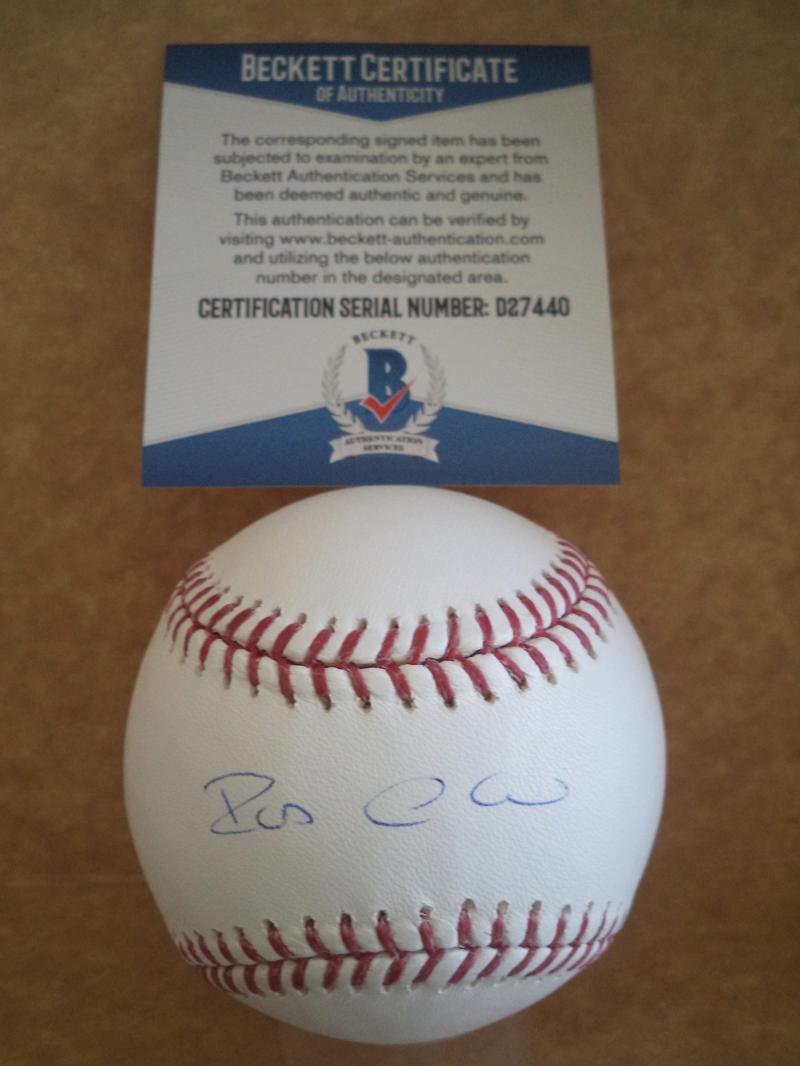 BECKETT CERTIFICATE
OF AUTHENTICITY
The corresponding signed item has been
subjected to examination by an expert from
Beckett Authentication Services and has
been deemed authentic and genuine.
This authentication can be verified by
visiting www.beckett-authentication.com
and utilizing the below authentication
number in the designated area.
CERTIFICATION SERIAL NUMBER: D27440
BECKETT
B
AUTHENTICATION
SERVICES